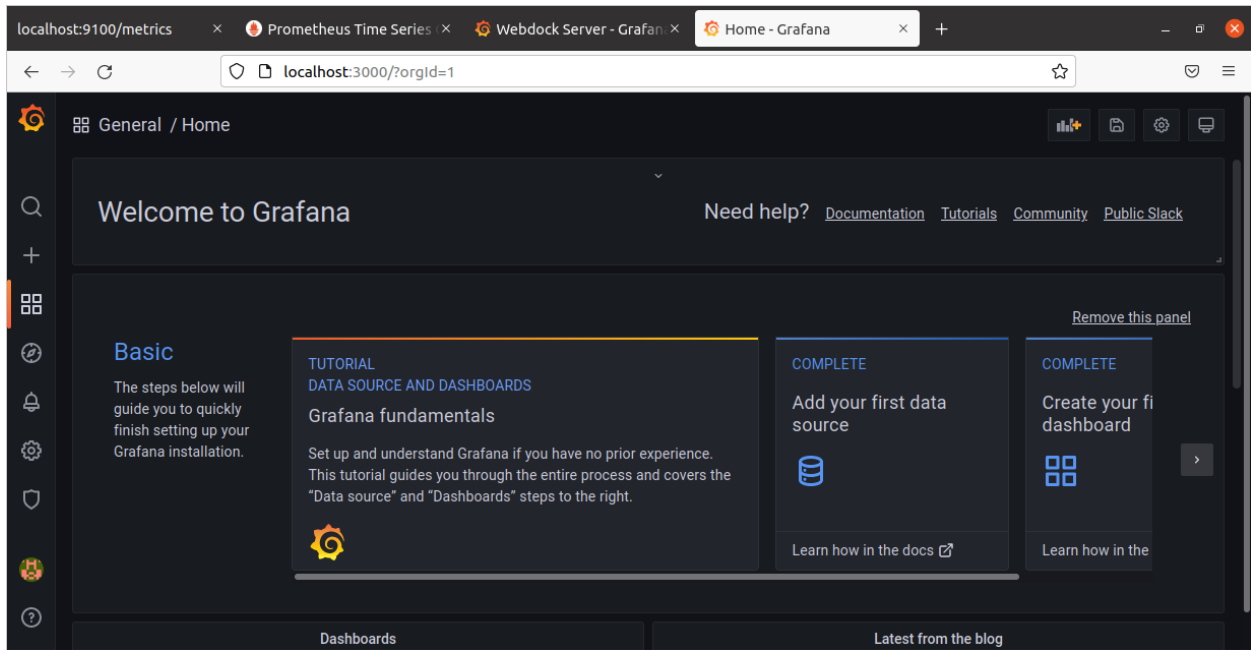 localhost:9100/metrics
Prometheus Time Series
Webdock Server - Grafan
Home - Grafana
localhost:3000/?orgId=1
General / Home
Welcome to Grafana
Need help? Documentation Tutorials Community Public Slack
Remove this panel
Basic
The steps below will
guide you to quickly
finish setting up your
Grafana installation.
TUTORIAL
DATA SOURCE AND DASHBOARDS
Grafana fundamentals
Set up and understand Grafana if you have no prior experience.
This tutorial guides you through the entire process and covers the
“Data source” and “Dashboards” steps to the right.
COMPLETE
Add your first data
source
Learn how in the docs
COMPLETE
Create your fi
dashboard
Learn how in the
Dashboards
Latest from the blog